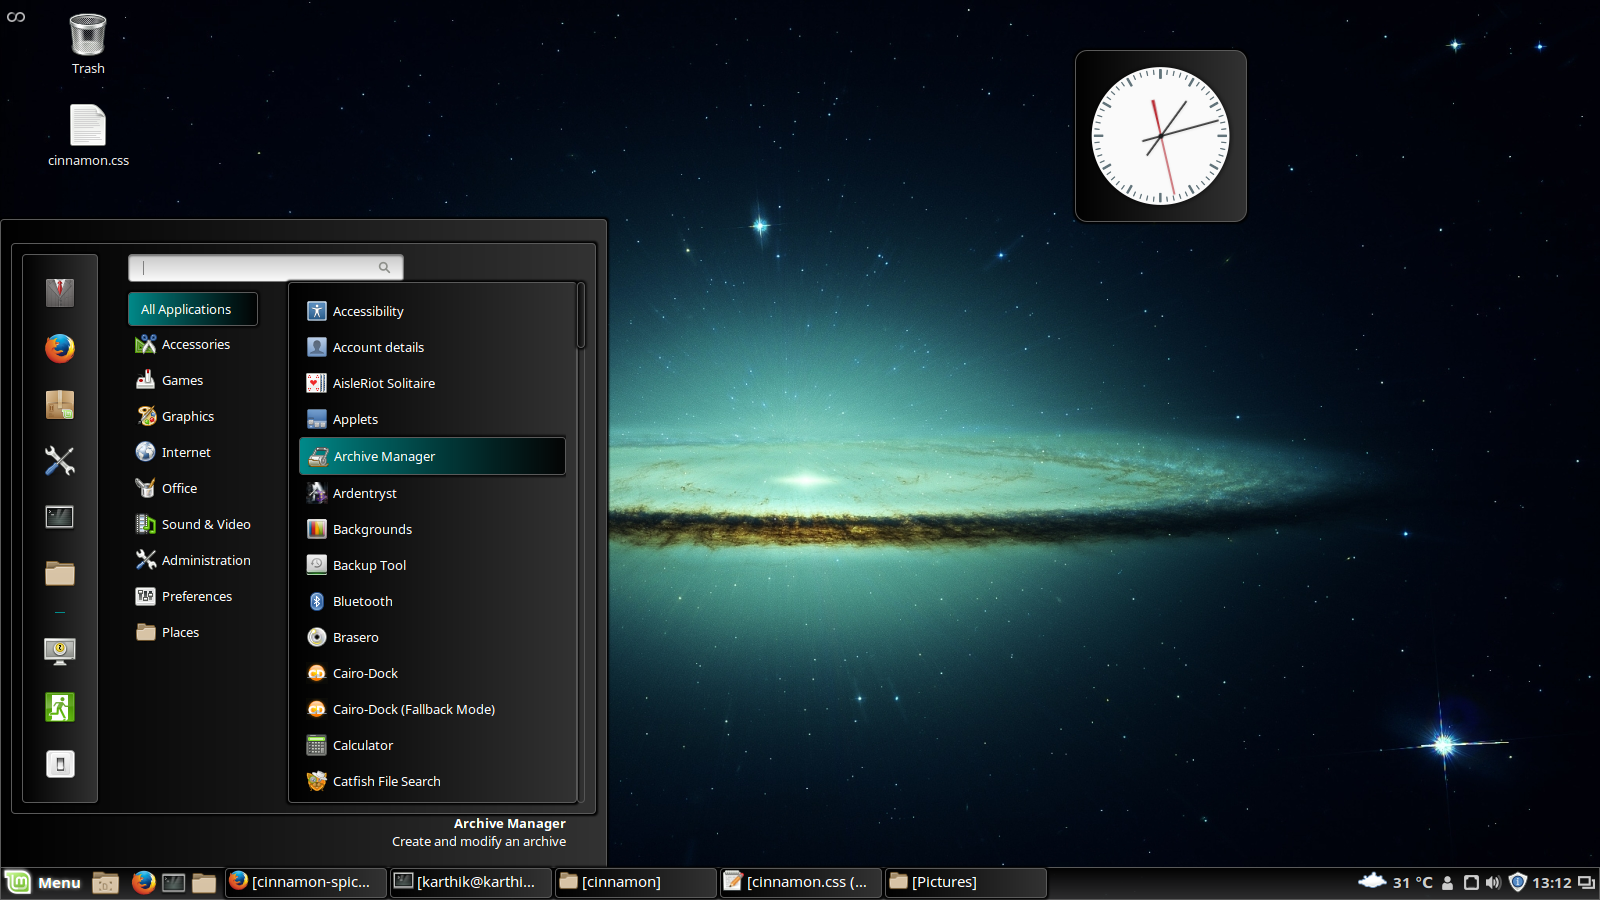 Trash
cinnamon.css
All Applications
Accessories
Games
Graphics
Internet
Office
Sound & Video
Administration
Preferences
Places
Accessibility
Account details
AisleRiot Solitaire
Applets
Archive Manager
Ardentryst
Backgrounds
Backup Tool
Bluetooth
Brasero
Cairo-Dock
Cairo-Dock (Fallback Mode)
Calculator
Catfish File Search
Archive Manager
Create and modify an archive
Menu [cinnamon-spic... [karthik@karthi... [cinnamon] [cinnamon.css (... [Pictures] 31 °C 13:12